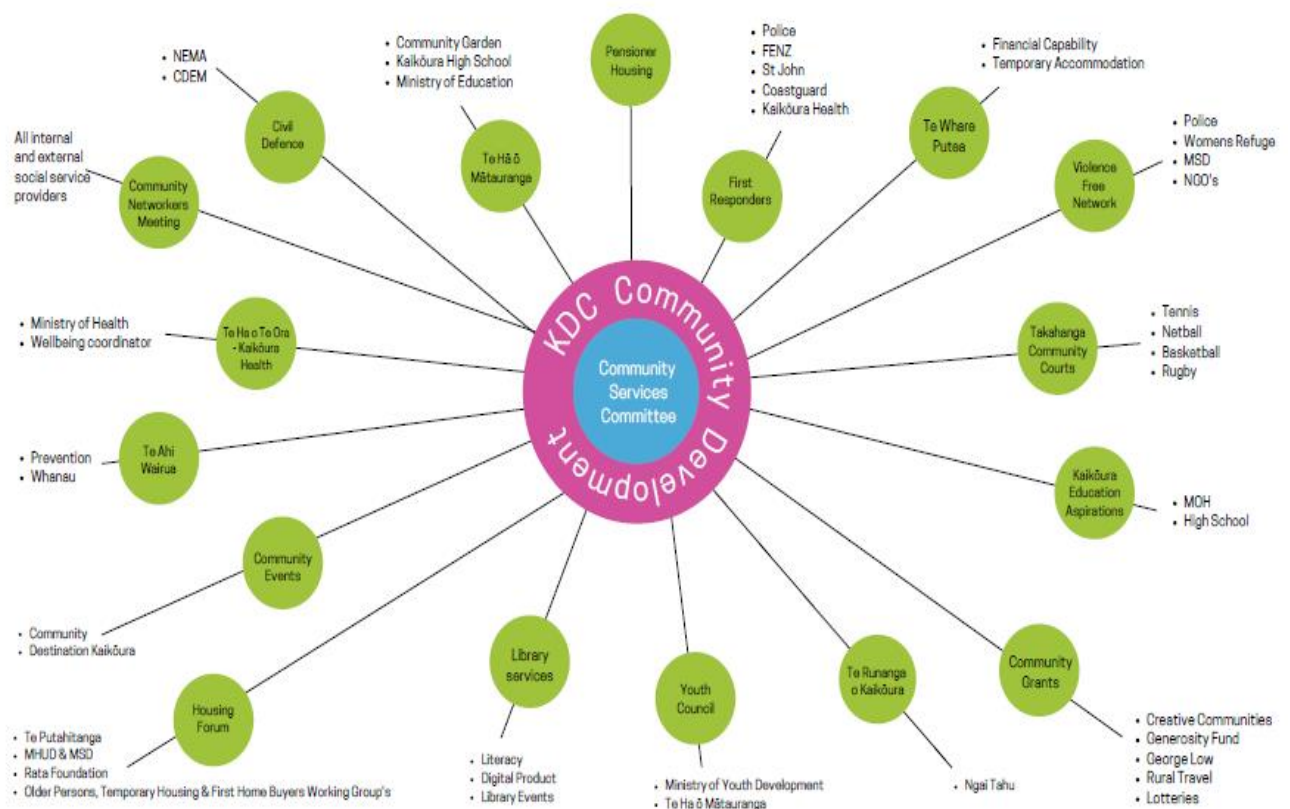 Pensioner
Housing
• Police
• FENZ
• St John
• Coastguard
• Kaikōura Health
First
Responders
• Financial Capability
• Temporary Accommodation
Te Whare
Putea
• Police
• Womens Refuge
• MSD
• NGO's
Violence
Free
Network
• Tennis
• Netball
• Basketball
• Rugby
Takahanga
Community
Courts
Kaikōura
Education
Aspirations
• MOH
• High School
Community
Grants
• Creative Communities
• Generosity Fund
• George Low
• Rural Travel
• Lotteries
Te Runanga
o Kaikōura
• Ngai Tahu
Youth
Council
• Ministry of Youth Development
• Te Ha ō Mātauranga
Library
services
• Literacy
• Digital Product
• Library Events
Housing
Forum
• Te Putahitanga
• MHUD & MSD
• Rata Foundation
• Older Persons, Temporary Housing & First Home Buyers Working Group's
Community
Events
• Community
• Destination Kaikōura
Te Ahi
Wairua
• Prevention
• Whanau
Te Ha o Te Ora
- Kaikōura
Health
• Ministry of Health
• Wellbeing coordinator
Community
Networkers
Meeting
All internal
and external
social service
providers
Civil
Defence
• NEMA
• CDEM
Te Hā ō
Mātauranga
• Community Garden
• Kaikōura High School
• Ministry of Education
KDC Community Development
Community
Services
Committee